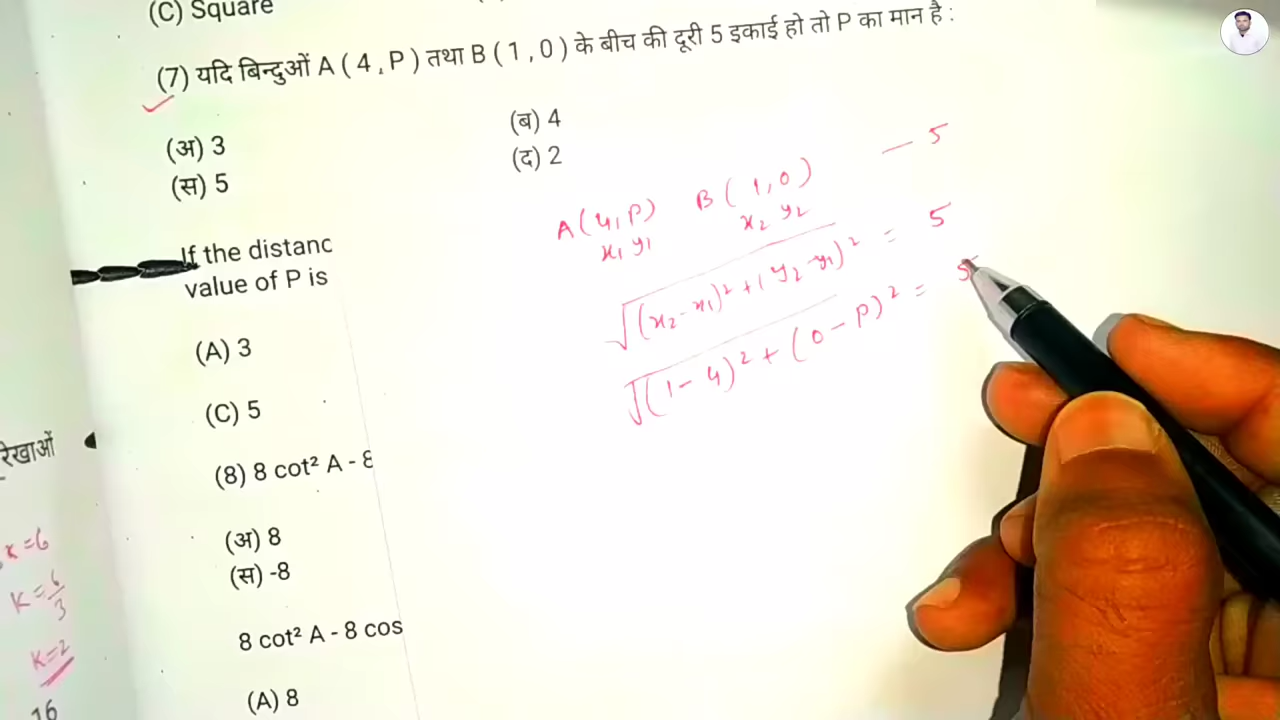 (C) Square
(7) यदि बिन्दुओं A ( 4 , P ) तथा B ( 1 , 0 ) के बीच की दूरी 5 इकाई हो तो P का मान है :
(अ) 3
(ब) 4
(स) 5
(द) 2
A(4, P) B ( 1, 0 ) — 5
x₁ y₁ x₂ y₂
√(x₂ - x₁)² + (y₂ - y₁)² = 5
√(1 - 4)² + (0 - P)² = 5
If the distanc
value of P is
(A) 3
(C) 5
रेखाओं
(8) 8 cot² A - 8
(अ) 8
(स) -8
8 cot² A - 8 cos
(A) 8
x = 6
K = 6/3
K = 2
16